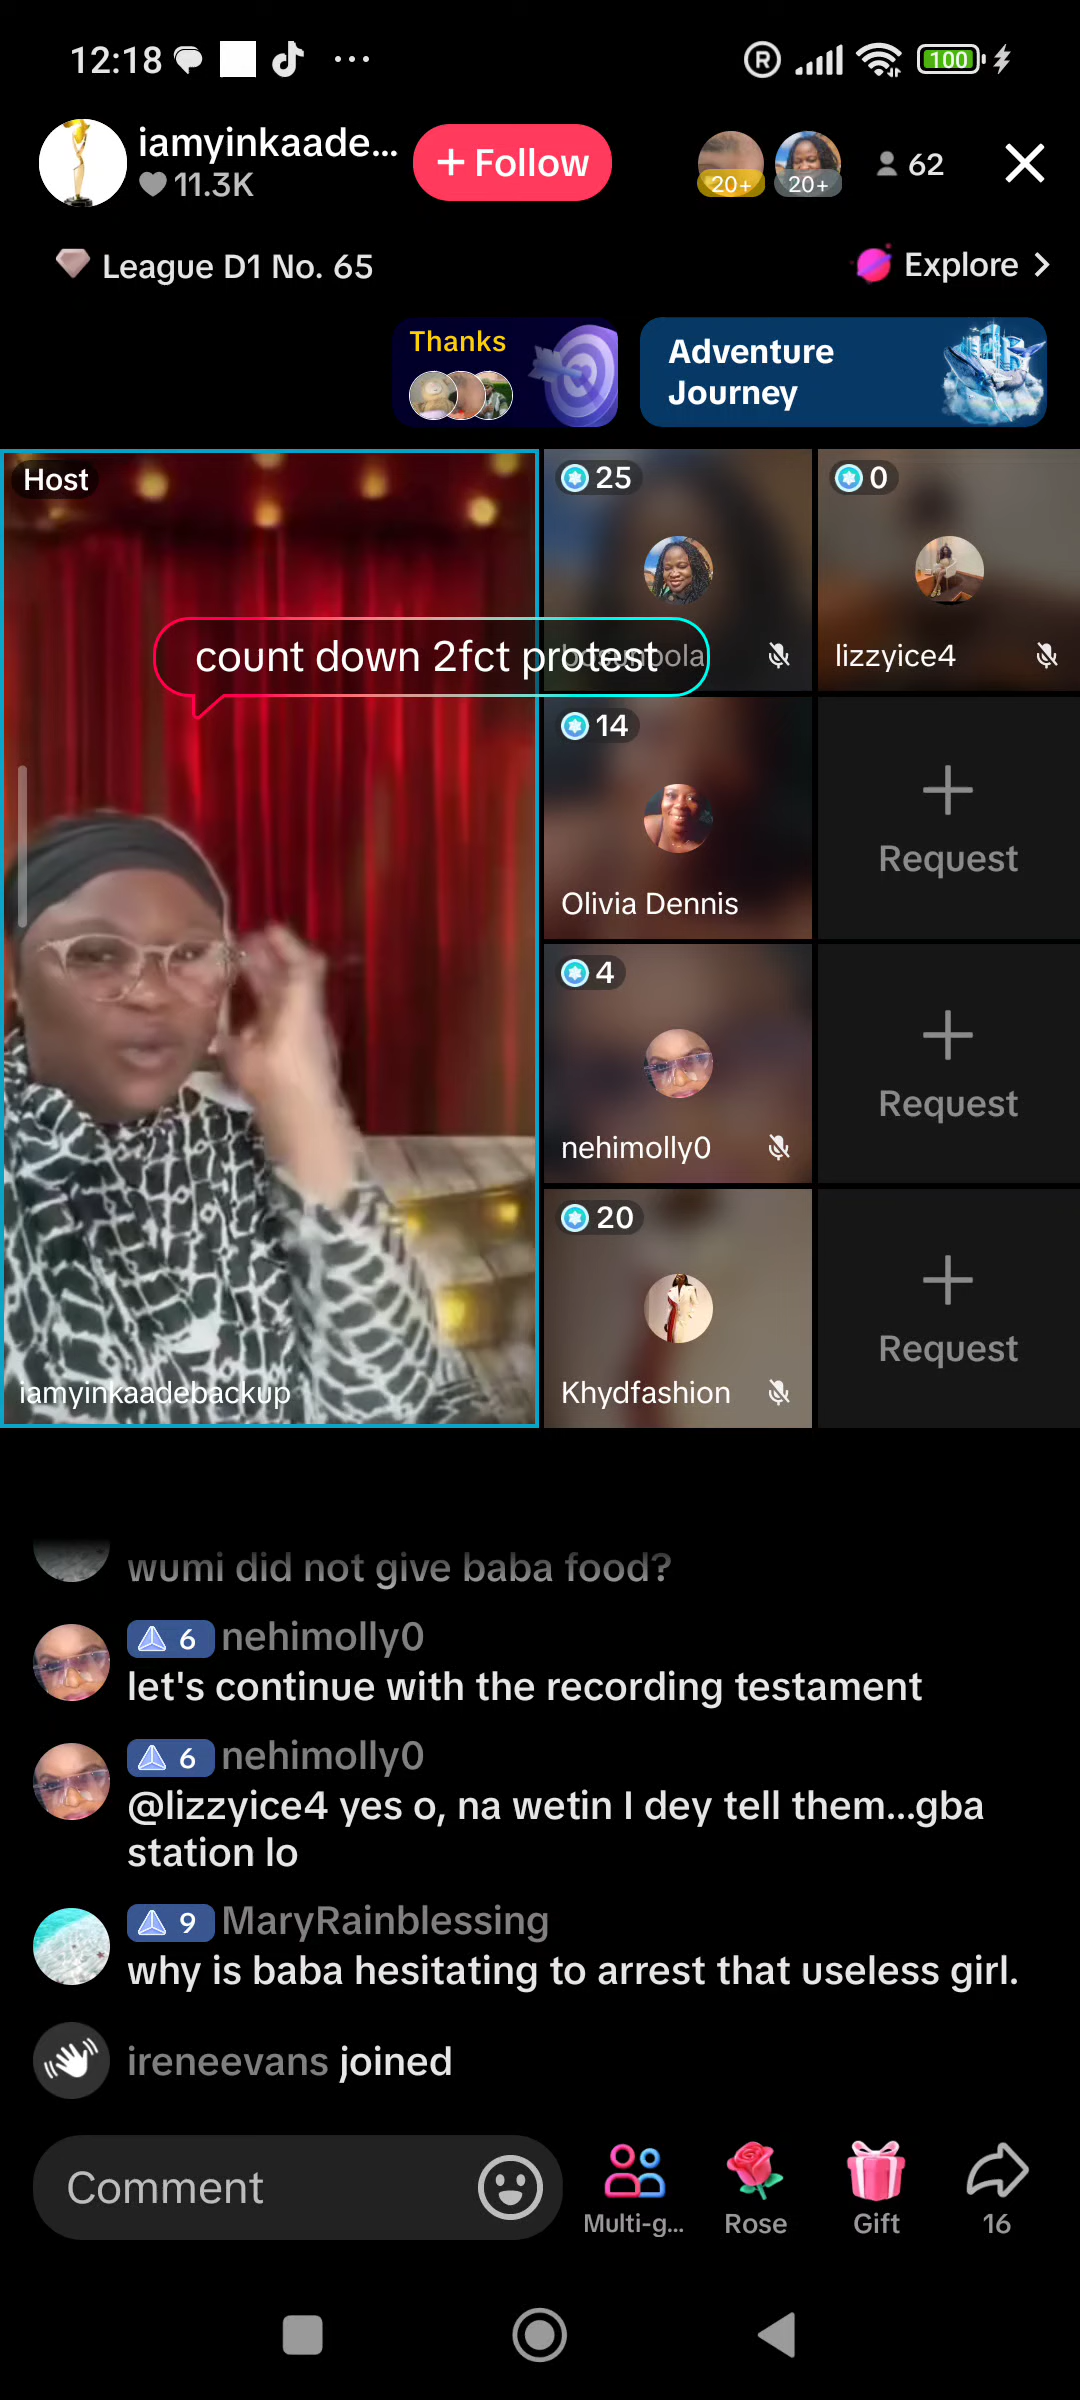 12:18
100
iamyinkaade...
11.3K
+ Follow
20+
20+
62
League D1 No. 65
Explore >
Thanks
Adventure
Journey
Host
25
0
count down 2fct protest
lizzyice4
14
Request
Olivia Dennis
4
Request
nehimolly0
20
Request
Khydfashion
iamyinkaadebackup
wumi did not give baba food?
6 nehimolly0
let's continue with the recording testament
6 nehimolly0
@lizzyice4 yes o, na wetin I dey tell them...gba
station lo
9 MaryRainblessing
why is baba hesitating to arrest that useless girl.
ireneevans joined
Comment
Multi-g...
Rose
Gift
16